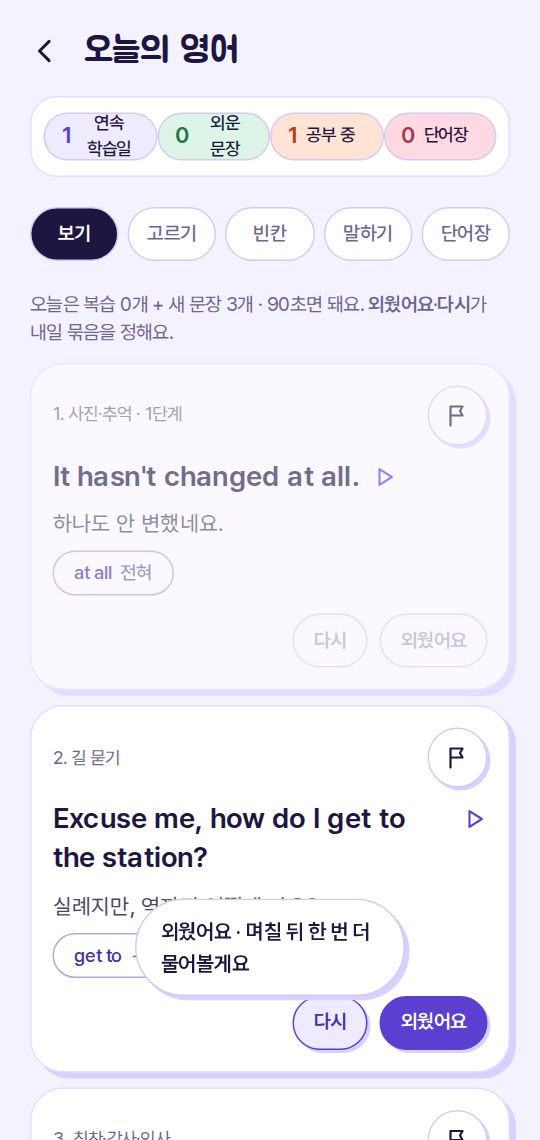 오늘의 영어
1 연속 학습일
0 외운 문장
1 공부 중
0 단어장
보기
고르기
빈칸
말하기
단어장
오늘은 복습 0개 + 새 문장 3개 · 90초면 돼요. 외웠어요·다시가
내일 묶음을 정해요.
1. 사진·추억 · 1단계
It hasn't changed at all.
하나도 안 변했네요.
at all 전혀
다시
외웠어요
2. 길 묻기
Excuse me, how do I get to
the station?
실례지만,
get to
외웠어요 · 며칠 뒤 한 번 더
물어볼게요
다시
외웠어요
3.